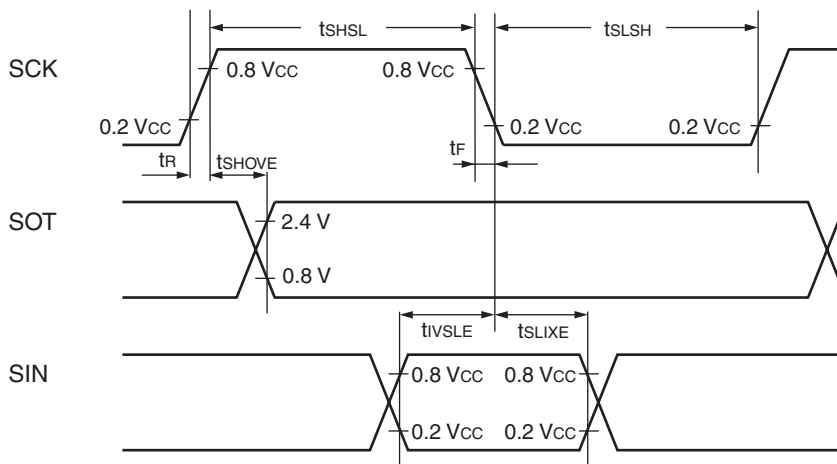 tSHSL tSLSH
SCK
0.8 VCC 0.8 VCC
0.2 VCC 0.2 VCC 0.2 VCC
tR tSHOVE tF
SOT
2.4 V
0.8 V
tIVSLE tSLIXE
SIN
0.8 VCC 0.8 VCC
0.2 VCC 0.2 VCC